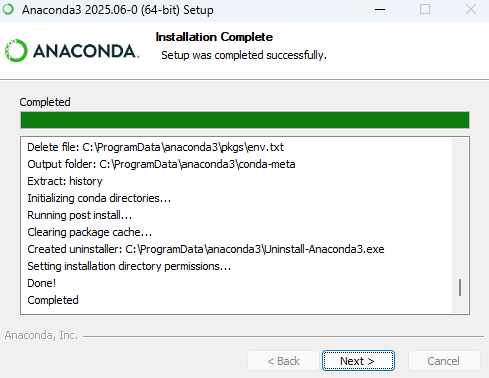 Anaconda3 2025.06-0 (64-bit) Setup
ANACONDA.
Installation Complete
Setup was completed successfully.
Completed
Delete file: C:\ProgramData\anaconda3\pkgs\env.txt
Output folder: C:\ProgramData\anaconda3\conda-meta
Extract: history
Initializing conda directories...
Running post install...
Clearing package cache...
Created uninstaller: C:\ProgramData\anaconda3\Uninstall-Anaconda3.exe
Setting installation directory permissions...
Done!
Completed
Anaconda, Inc.
< Back
Next >
Cancel